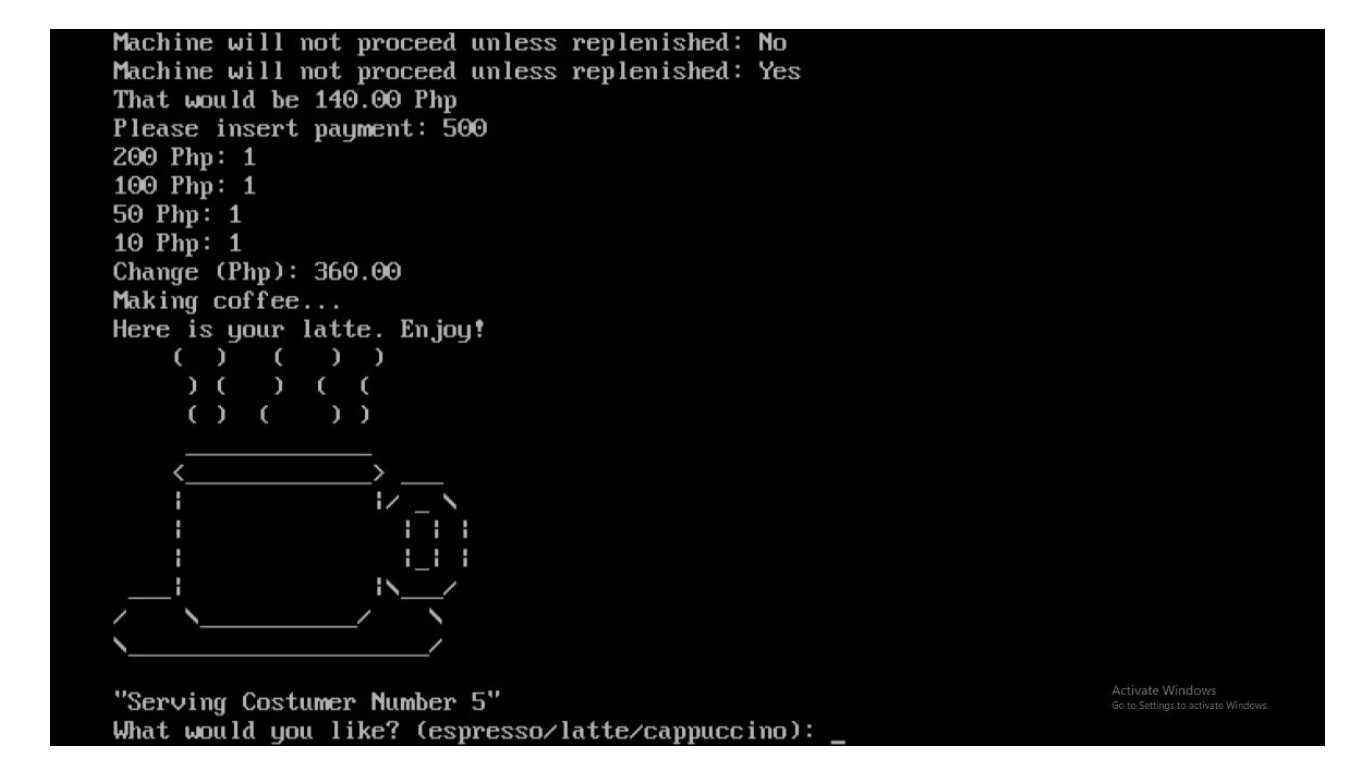 Machine will not proceed unless replenished: No
Machine will not proceed unless replenished: Yes
That would be 140.00 Php
Please insert payment: 500
200 Php: 1
100 Php: 1
50 Php: 1
10 Php: 1
Change (Php): 360.00
Making coffee...
Here is your latte. Enjoy!
"Serving Costumer Number 5"
What would you like? (espresso/latte/cappuccino): _
Activate Windows
Go to Settings to activate Windows.